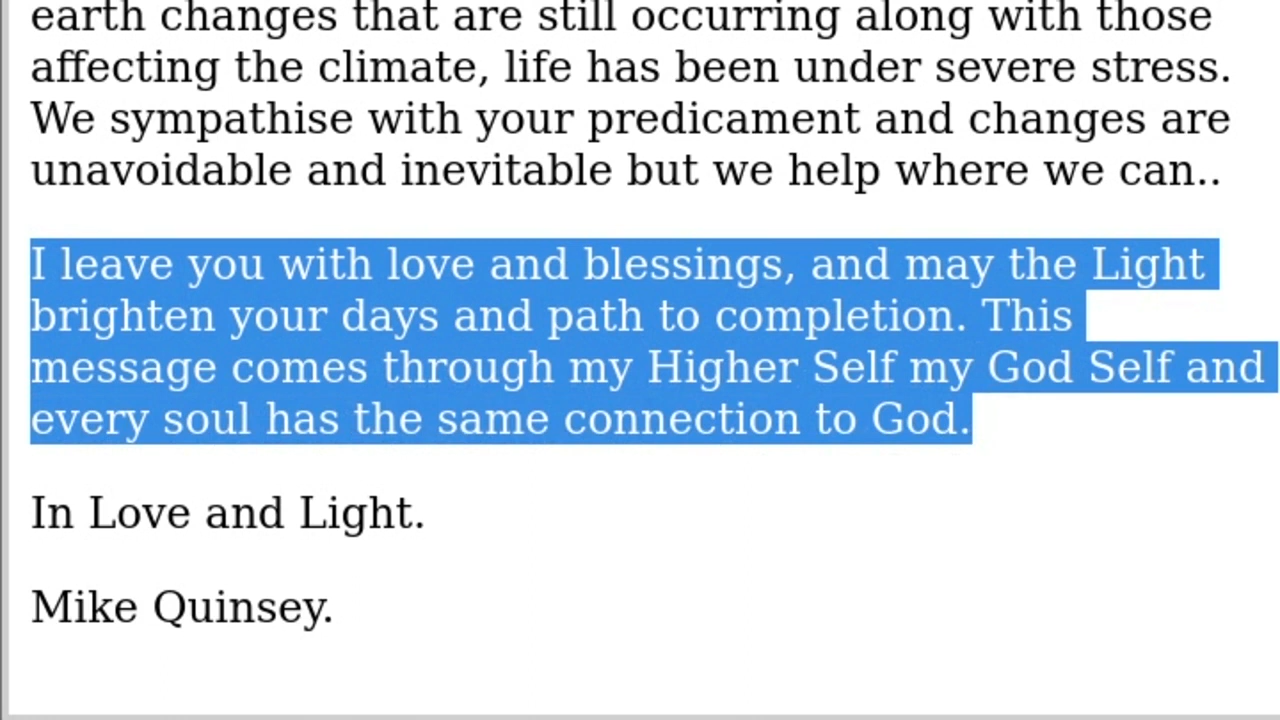 earth changes that are still occurring along with those
affecting the climate, life has been under severe stress.
We sympathise with your predicament and changes are
unavoidable and inevitable but we help where we can..
I leave you with love and blessings, and may the Light
brighten your days and path to completion. This
message comes through my Higher Self my God Self and
every soul has the same connection to God.
In Love and Light.
Mike Quinsey.